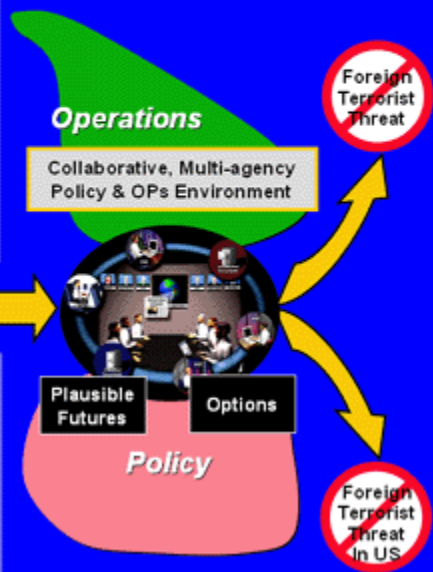 Operations
Collaborative, Multi-agency
Policy & OPs Environment
Foreign
Terrorist
Threat
Plausible
Futures
Options
Policy
Foreign
Terrorist
Threat
In US